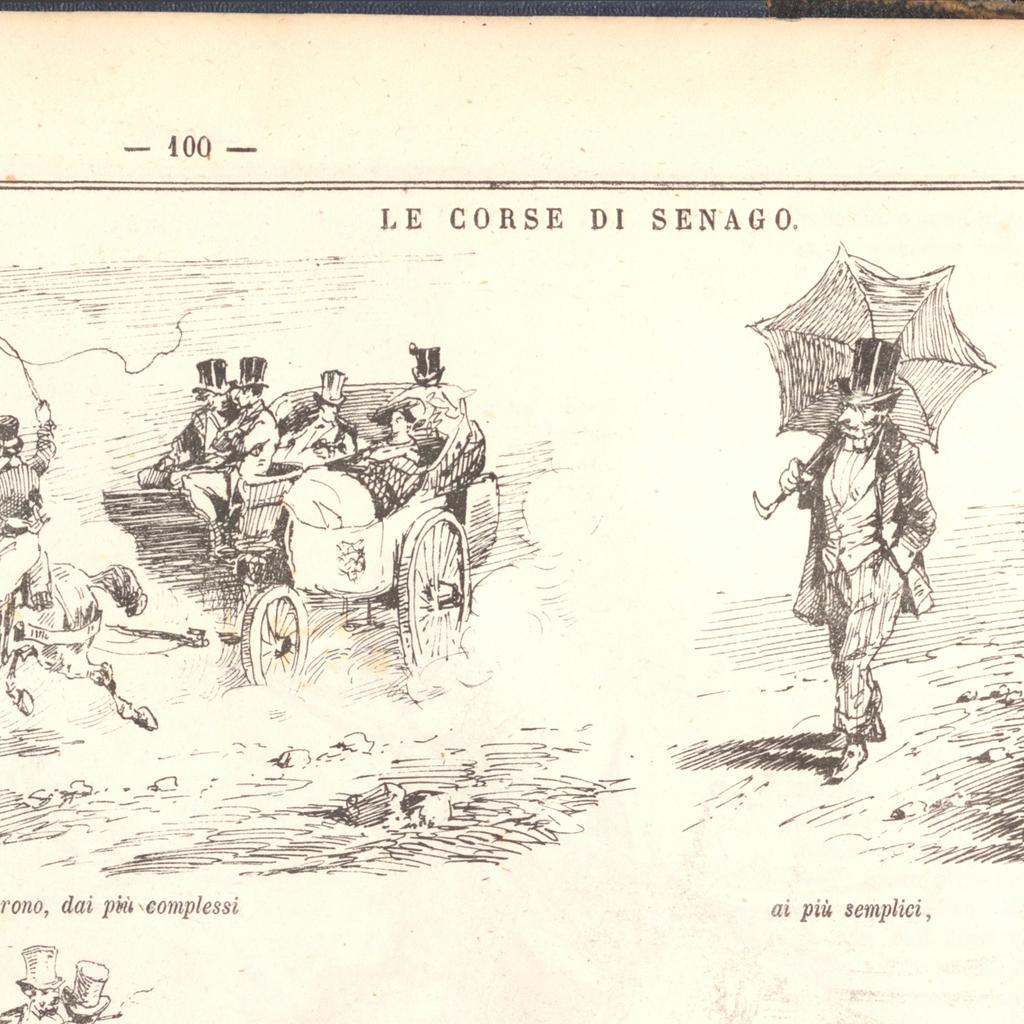 — 100 —
LE CORSE DI SENAGO.
rono, dai più complessi
ai più semplici,